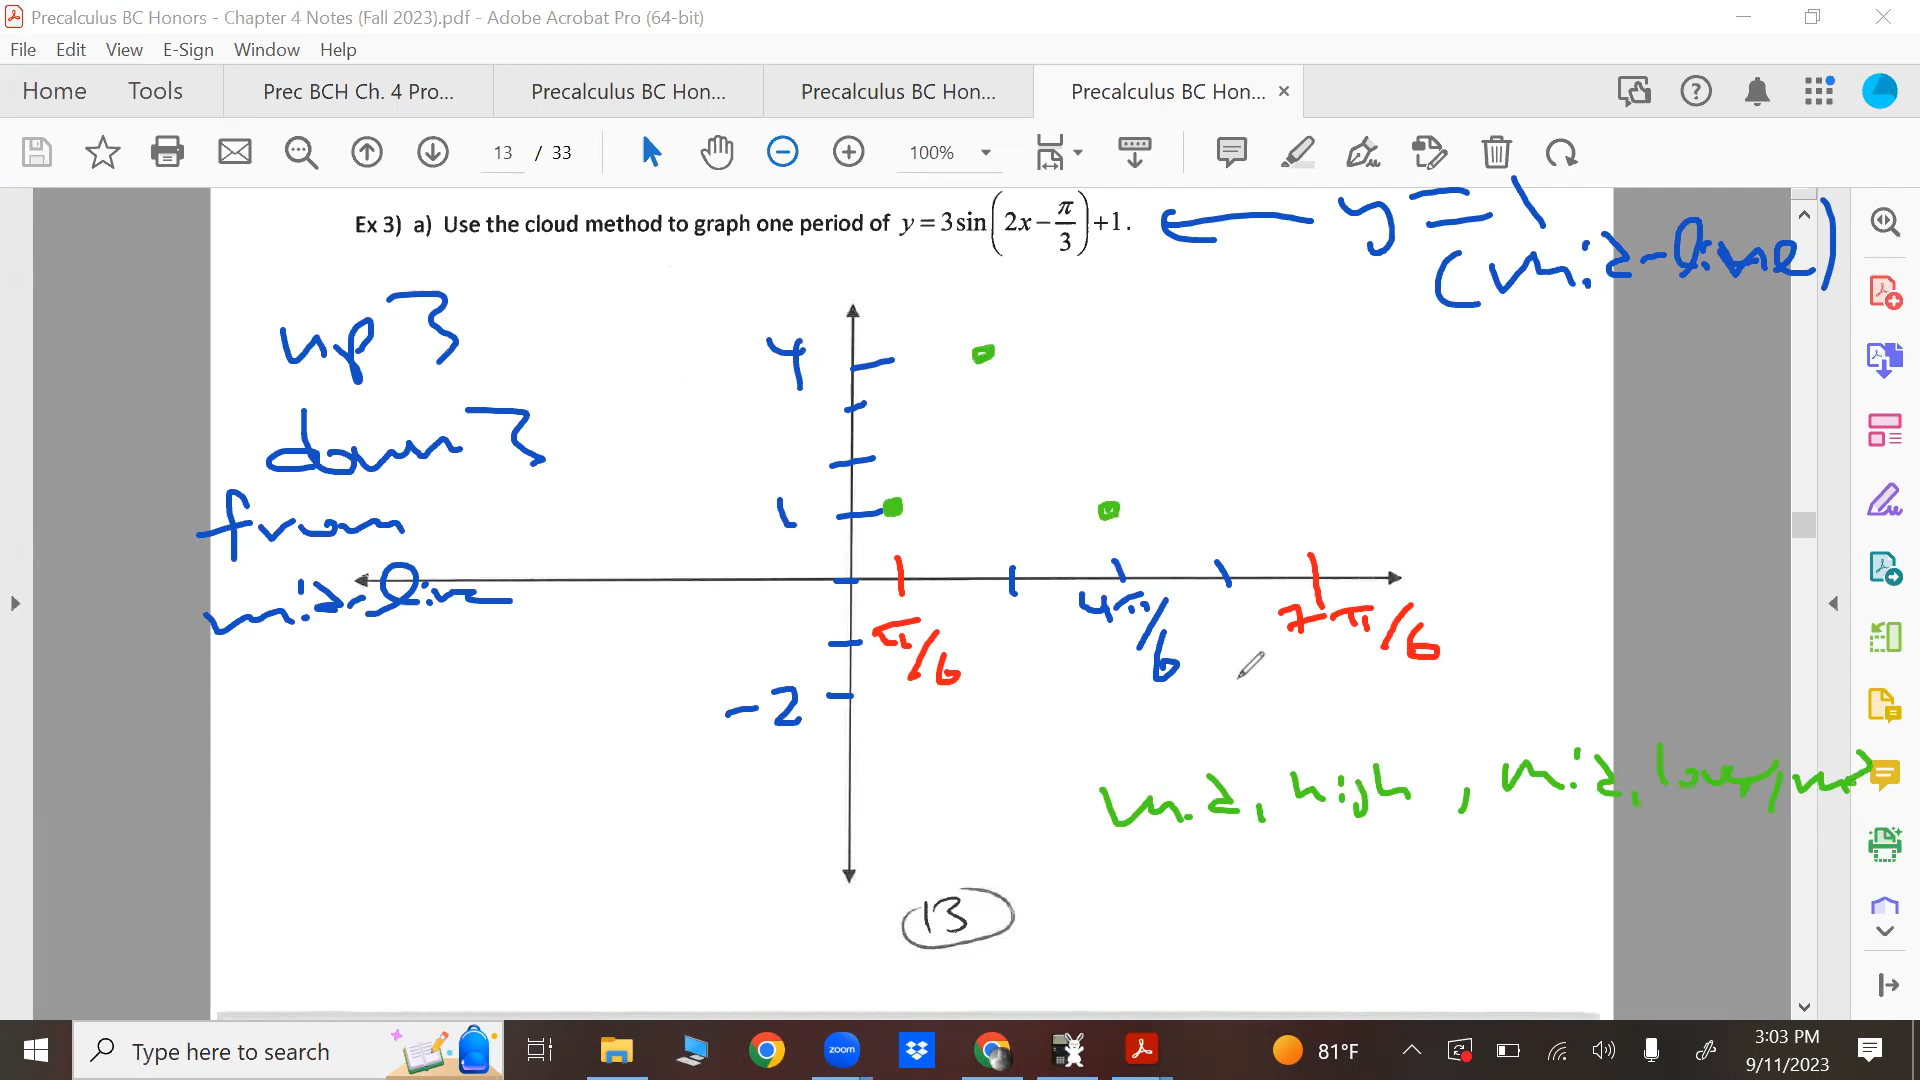 Precalculus BC Honors - Chapter 4 Notes (Fall 2023).pdf - Adobe Acrobat Pro (64-bit)
File Edit View E-Sign Window Help
Home Tools Prec BCH Ch. 4 Pro... Precalculus BC Hon... Precalculus BC Hon... Precalculus BC Hon... ×
13 / 33 100%
Ex 3) a) Use the cloud method to graph one period of y = 3 sin(2x − π/3) + 1.
y = 1
(mid-line)
up 3
down 3
from
mid-line
4
1
-2
π/6
4π/6
7π/6
mid, high, mid, lower, mid
13
Type here to search
zoom
81°F
3:03 PM
9/11/2023